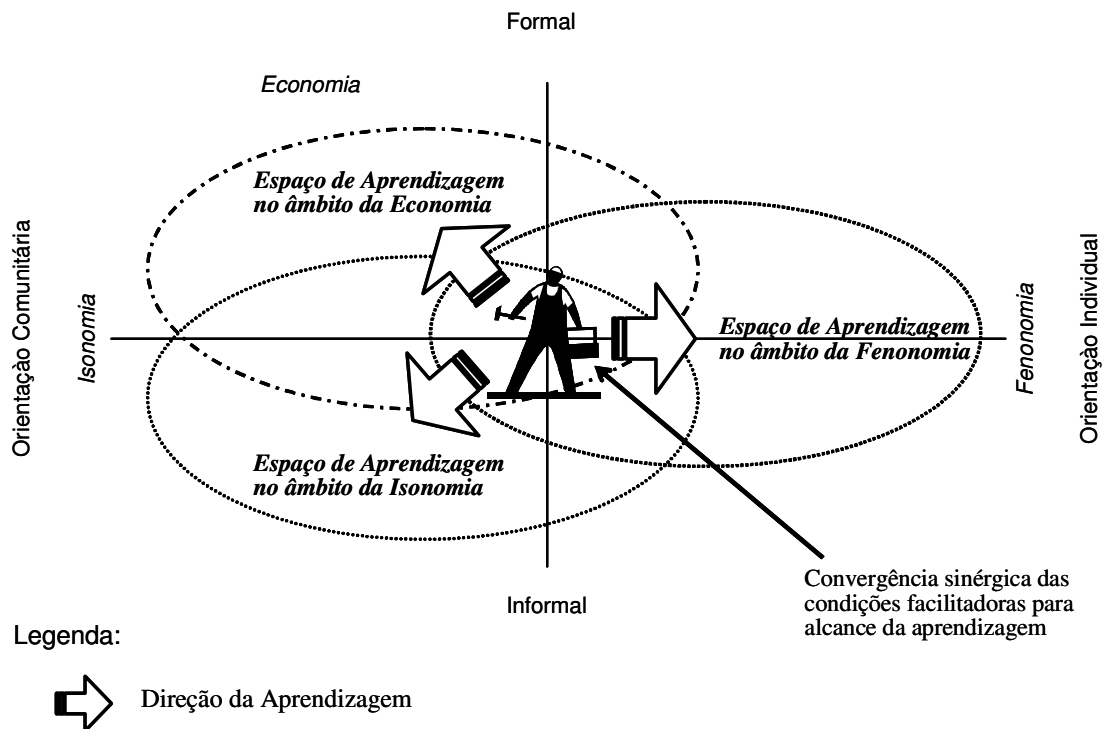 Formal
Economia
Espaço de Aprendizagem
no âmbito da Economia
Orientação Comunitária
Isonomia
Espaço de Aprendizagem
no âmbito da Fenonomia
Fenonomia
Orientação Individual
Espaço de Aprendizagem
no âmbito da Isonomia
Informal
Convergência sinérgica das
condições facilitadoras para
alcance da aprendizagem
Legenda:
Direção da Aprendizagem